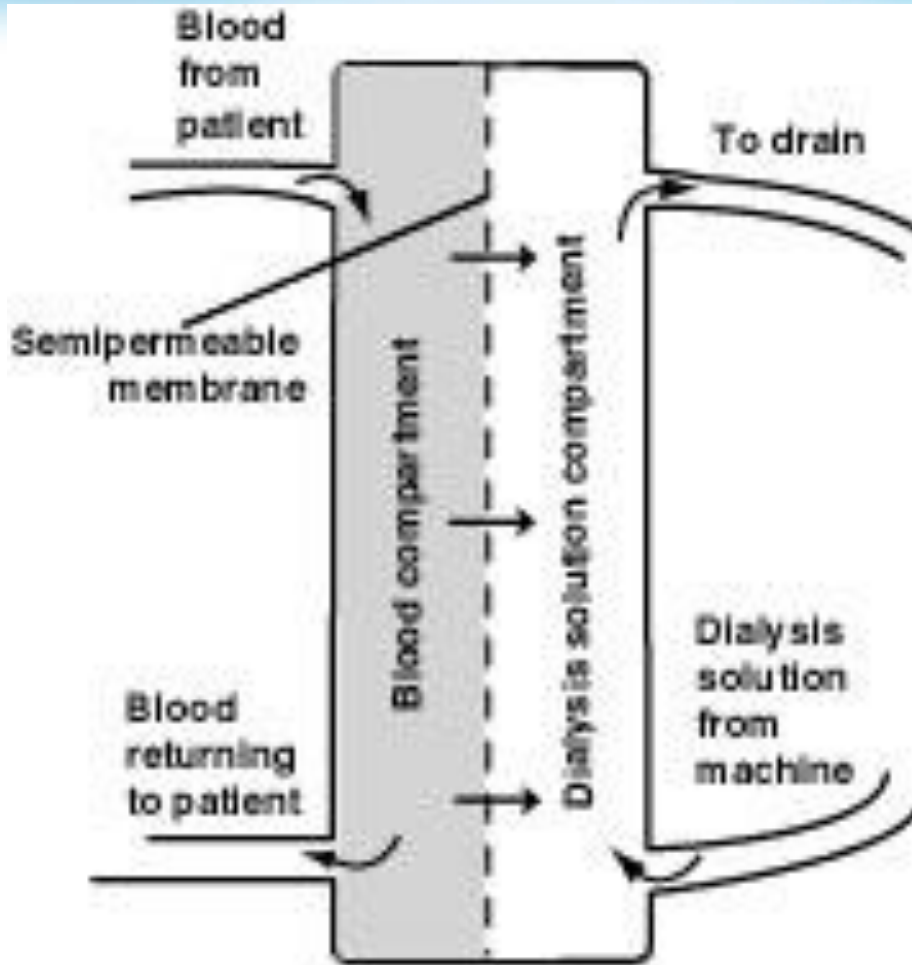 Blood
from
patient
To drain
Semipermeable
membrane
Blood compartment
Dialysis solution compartment
Dialysis
solution
from
machine
Blood
returning
to patient